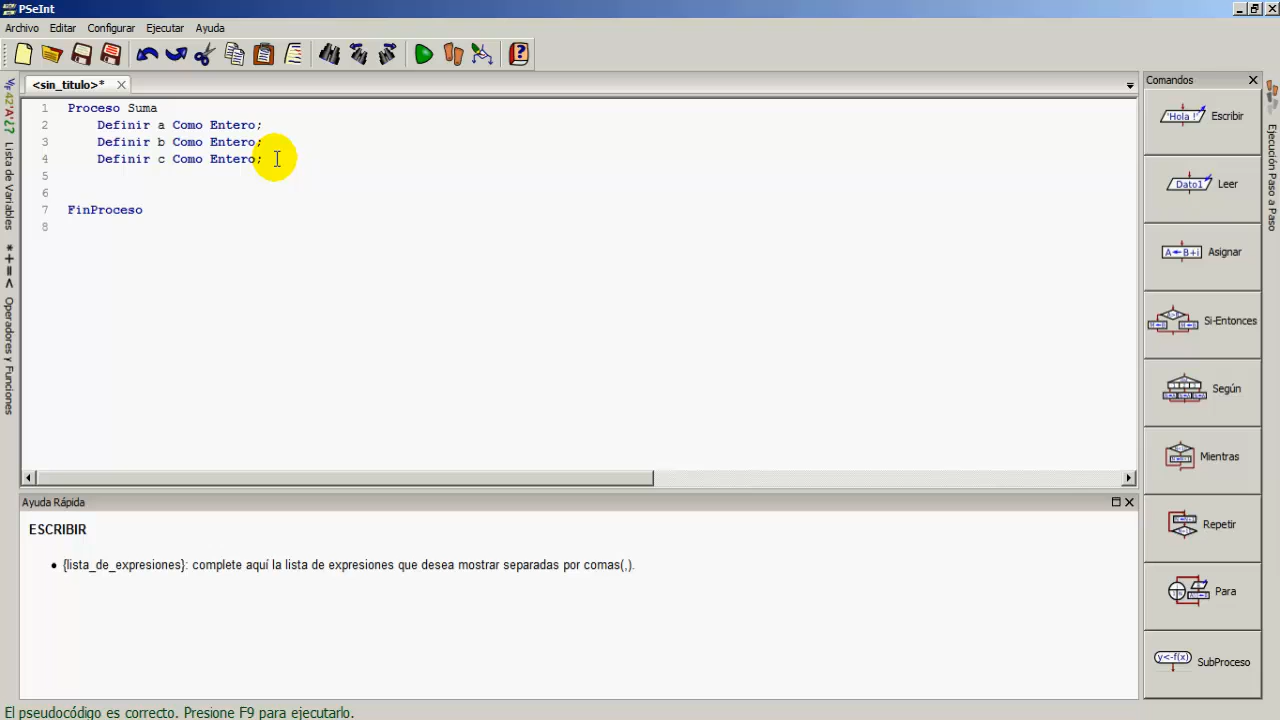 PSeInt
Archivo Editar Configurar Ejecutar Ayuda
<sin_titulo>*
1 Proceso Suma
2 Definir a Como Entero;
3 Definir b Como Entero;
4 Definir c Como Entero;
5
6
7 FinProceso
8
Lista de Variables
*+=<
Operadores y Funciones
Comandos
'Hola !' Escribir
Dato1 Leer
A←B+i Asignar
Si-Entonces
Según
Mientras
Repetir
Para
y<-f(x) SubProceso
Ejecución Paso a Paso
Ayuda Rápida
ESCRIBIR
• {lista_de_expresiones}: complete aquí la lista de expresiones que desea mostrar separadas por comas(,).
El pseudocódigo es correcto. Presione F9 para ejecutarlo.